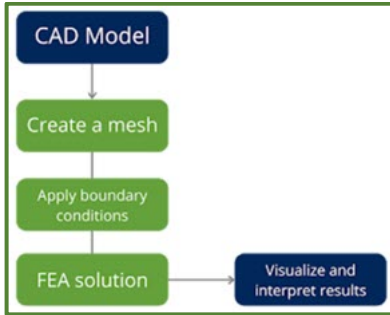 CAD Model
Create a mesh
Apply boundary
conditions
FEA solution
Visualize and
interpret results